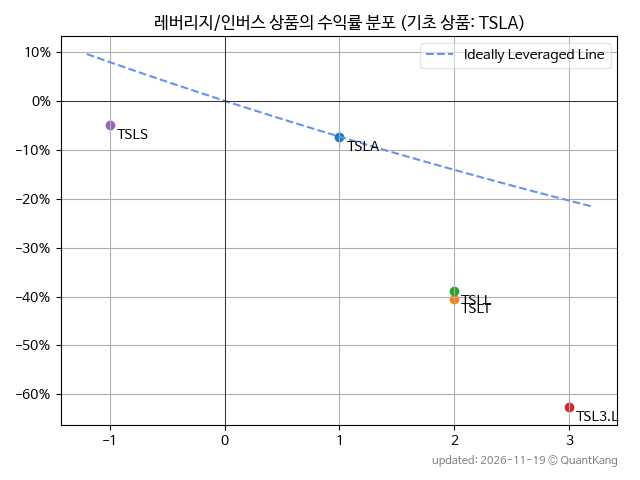 레버리지/인버스 상품의 수익률 분포 (기초 상품: TSLA)
Ideally Leveraged Line
10%
0%
−10%
−20%
−30%
−40%
−50%
−60%
TSLS
TSLA
TSLL
TSLT
TSL3.L
−1
0
1
2
3
updated: 2026-11-19 © QuantKang